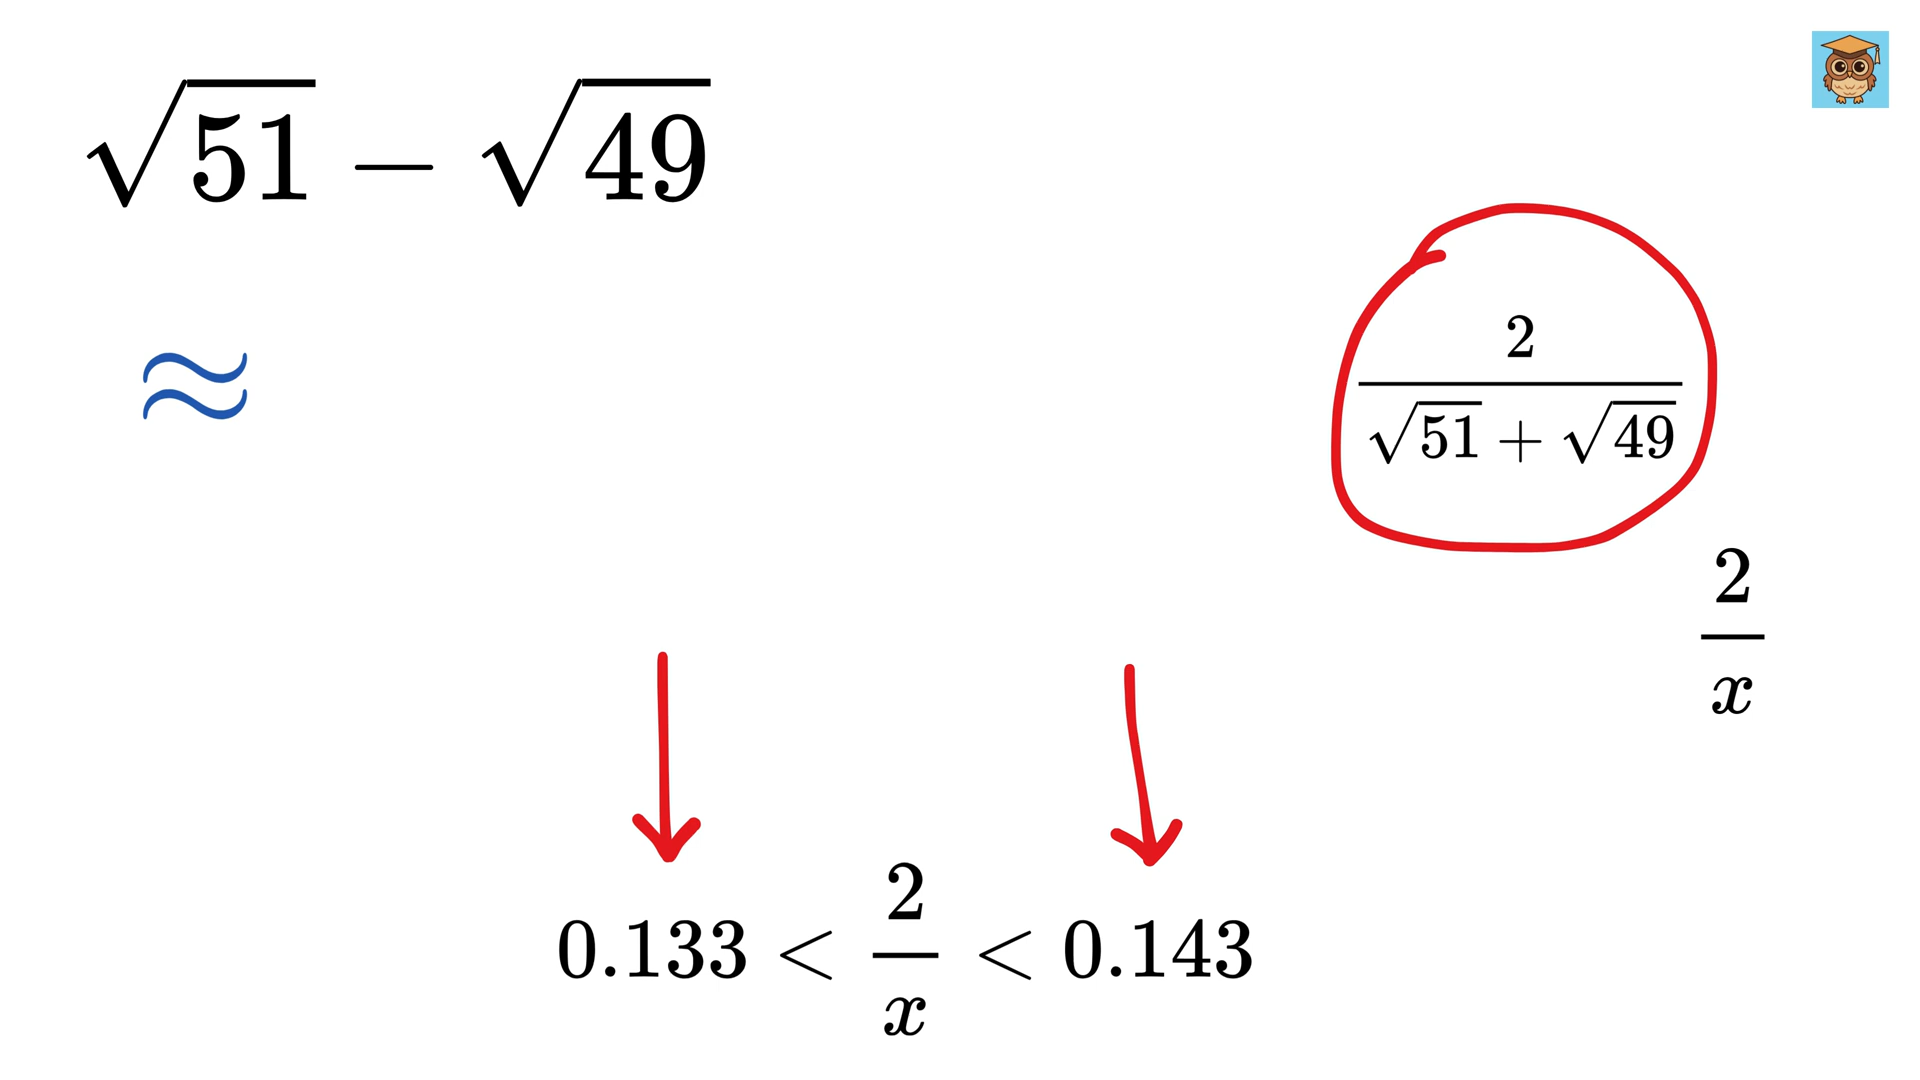 √51 − √49
≈
2
√51 + √49
2
x
0.133 < 2/x < 0.143